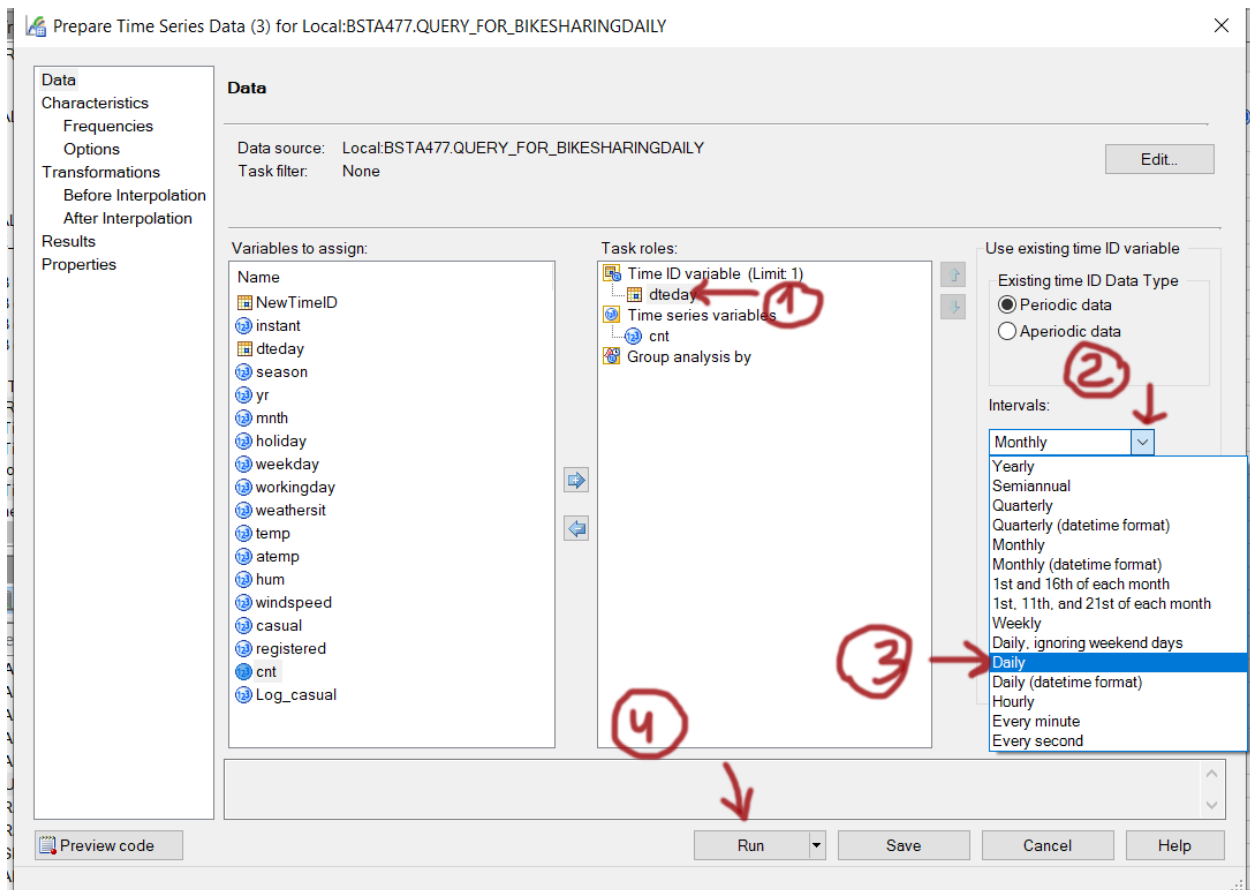 Prepare Time Series Data (3) for Local:BSTA477.QUERY_FOR_BIKESHARINGDAILY
Data
Characteristics
Frequencies
Options
Transformations
Before Interpolation
After Interpolation
Results
Properties
Data
Data source: Local:BSTA477.QUERY_FOR_BIKESHARINGDAILY
Task filter: None
Edit...
Variables to assign:
Name
NewTimeID
instant
dteday
season
yr
mnth
holiday
weekday
workingday
weathersit
temp
atemp
hum
windspeed
casual
registered
cnt
Log_casual
Task roles:
Time ID variable (Limit: 1)
dteday
1
Time series variables
cnt
Group analysis by
Use existing time ID variable
Existing time ID Data Type
Periodic data
Aperiodic data
2
Intervals:
Monthly
Yearly
Semiannual
Quarterly
Quarterly (datetime format)
Monthly
Monthly (datetime format)
1st and 16th of each month
1st, 11th, and 21st of each month
Weekly
Daily, ignoring weekend days
3
Daily
Daily (datetime format)
Hourly
Every minute
Every second
4
Preview code
Run
Save
Cancel
Help